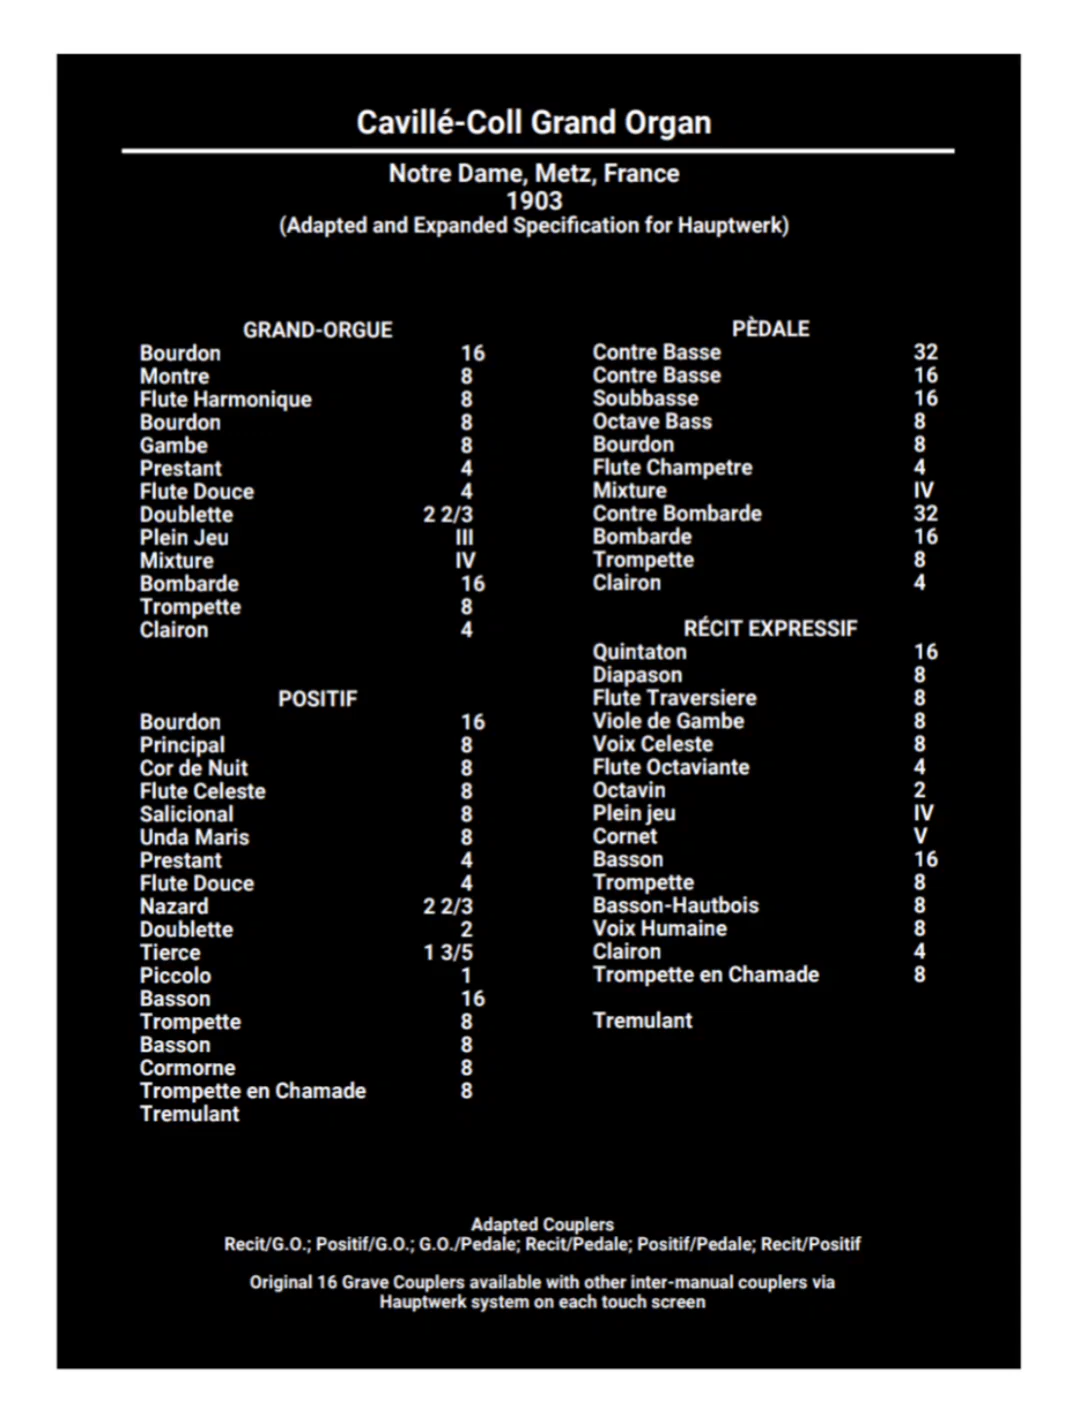 Cavillé-Coll Grand Organ
Notre Dame, Metz, France
1903
(Adapted and Expanded Specification for Hauptwerk)
GRAND-ORGUE
Bourdon 16
Montre 8
Flute Harmonique 8
Bourdon 8
Gambe 8
Prestant 4
Flute Douce 4
Doublette 2 2/3
Plein Jeu III
Mixture IV
Bombarde 16
Trompette 8
Clairon 4
POSITIF
Bourdon 16
Principal 8
Cor de Nuit 8
Flute Celeste 8
Salicional 8
Unda Maris 8
Prestant 4
Flute Douce 4
Nazard 2 2/3
Doublette 2
Tierce 1 3/5
Piccolo 1
Basson 16
Trompette 8
Basson 8
Cormorne 8
Trompette en Chamade 8
Tremulant
PÈDALE
Contre Basse 32
Contre Basse 16
Soubbasse 16
Octave Bass 8
Bourdon 8
Flute Champetre 4
Mixture IV
Contre Bombarde 32
Bombarde 16
Trompette 8
Clairon 4
RÉCIT EXPRESSIF
Quintaton 16
Diapason 8
Flute Traversiere 8
Viole de Gambe 8
Voix Celeste 8
Flute Octaviante 4
Octavin 2
Plein jeu IV
Cornet V
Basson 16
Trompette 8
Basson-Hautbois 8
Voix Humaine 8
Clairon 4
Trompette en Chamade 8
Tremulant
Adapted Couplers
Recit/G.O.; Positif/G.O.; G.O./Pedale; Recit/Pedale; Positif/Pedale; Recit/Positif
Original 16 Grave Couplers available with other inter-manual couplers via
Hauptwerk system on each touch screen